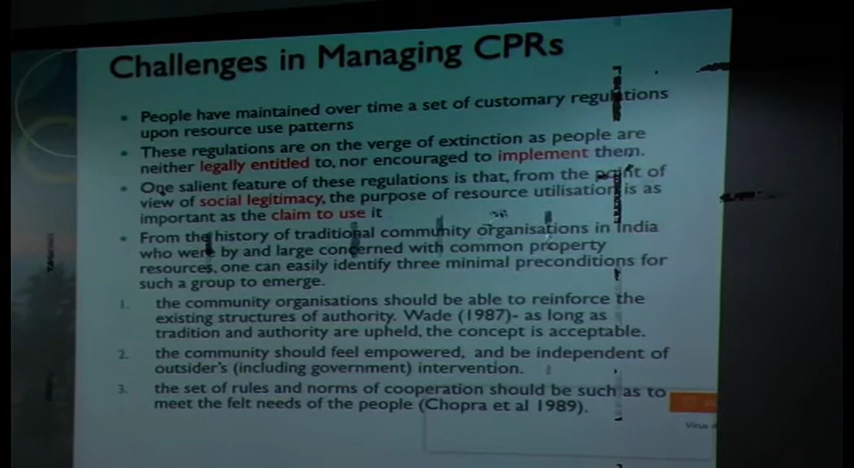 Challenges in Managing CPRs
• People have maintained over time a set of customary regulations
upon resource use patterns
• These regulations are on the verge of extinction as people are
neither legally entitled to, nor encouraged to implement them.
• One salient feature of these regulations is that, from the point of
view of social legitimacy, the purpose of resource utilisation is as
important as the claim to use it
• From the history of traditional community organisations in India
who were by and large concerned with common property
resources, one can easily identify three minimal preconditions for
such a group to emerge.
1. the community organisations should be able to reinforce the
existing structures of authority. Wade (1987)- as long as
tradition and authority are upheld, the concept is acceptable.
2. the community should feel empowered, and be independent of
outsider's (including government) intervention.
3. the set of rules and norms of cooperation should be such as to
meet the felt needs of the people (Chopra et al 1989).
Virus